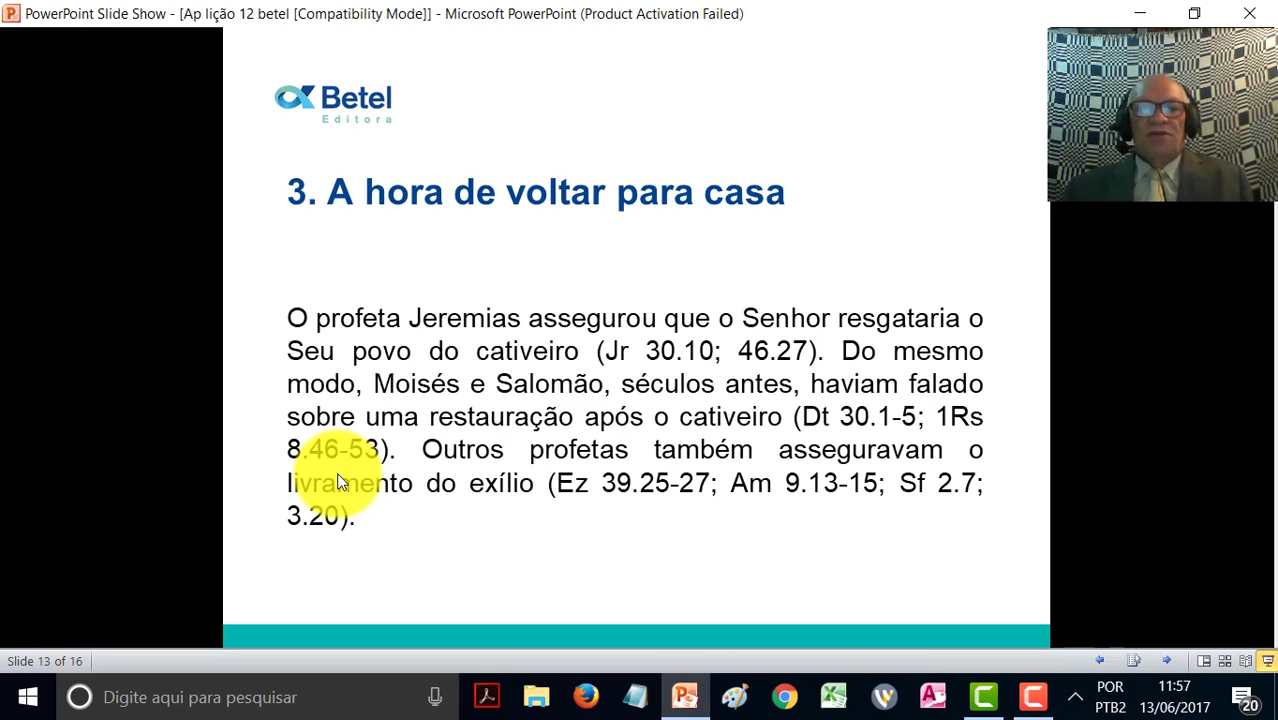 PowerPoint Slide Show - [Ap lição 12 betel [Compatibility Mode]] - Microsoft PowerPoint (Product Activation Failed)
Betel
Editora
3. A hora de voltar para casa
O profeta Jeremias assegurou que o Senhor resgataria o
Seu povo do cativeiro (Jr 30.10; 46.27). Do mesmo
modo, Moisés e Salomão, séculos antes, haviam falado
sobre uma restauração após o cativeiro (Dt 30.1-5; 1Rs
8.46-53). Outros profetas também asseguravam o
livramento do exílio (Ez 39.25-27; Am 9.13-15; Sf 2.7;
3.20).
Slide 13 of 16
Digite aqui para pesquisar
POR
PTB2
11:57
13/06/2017
20